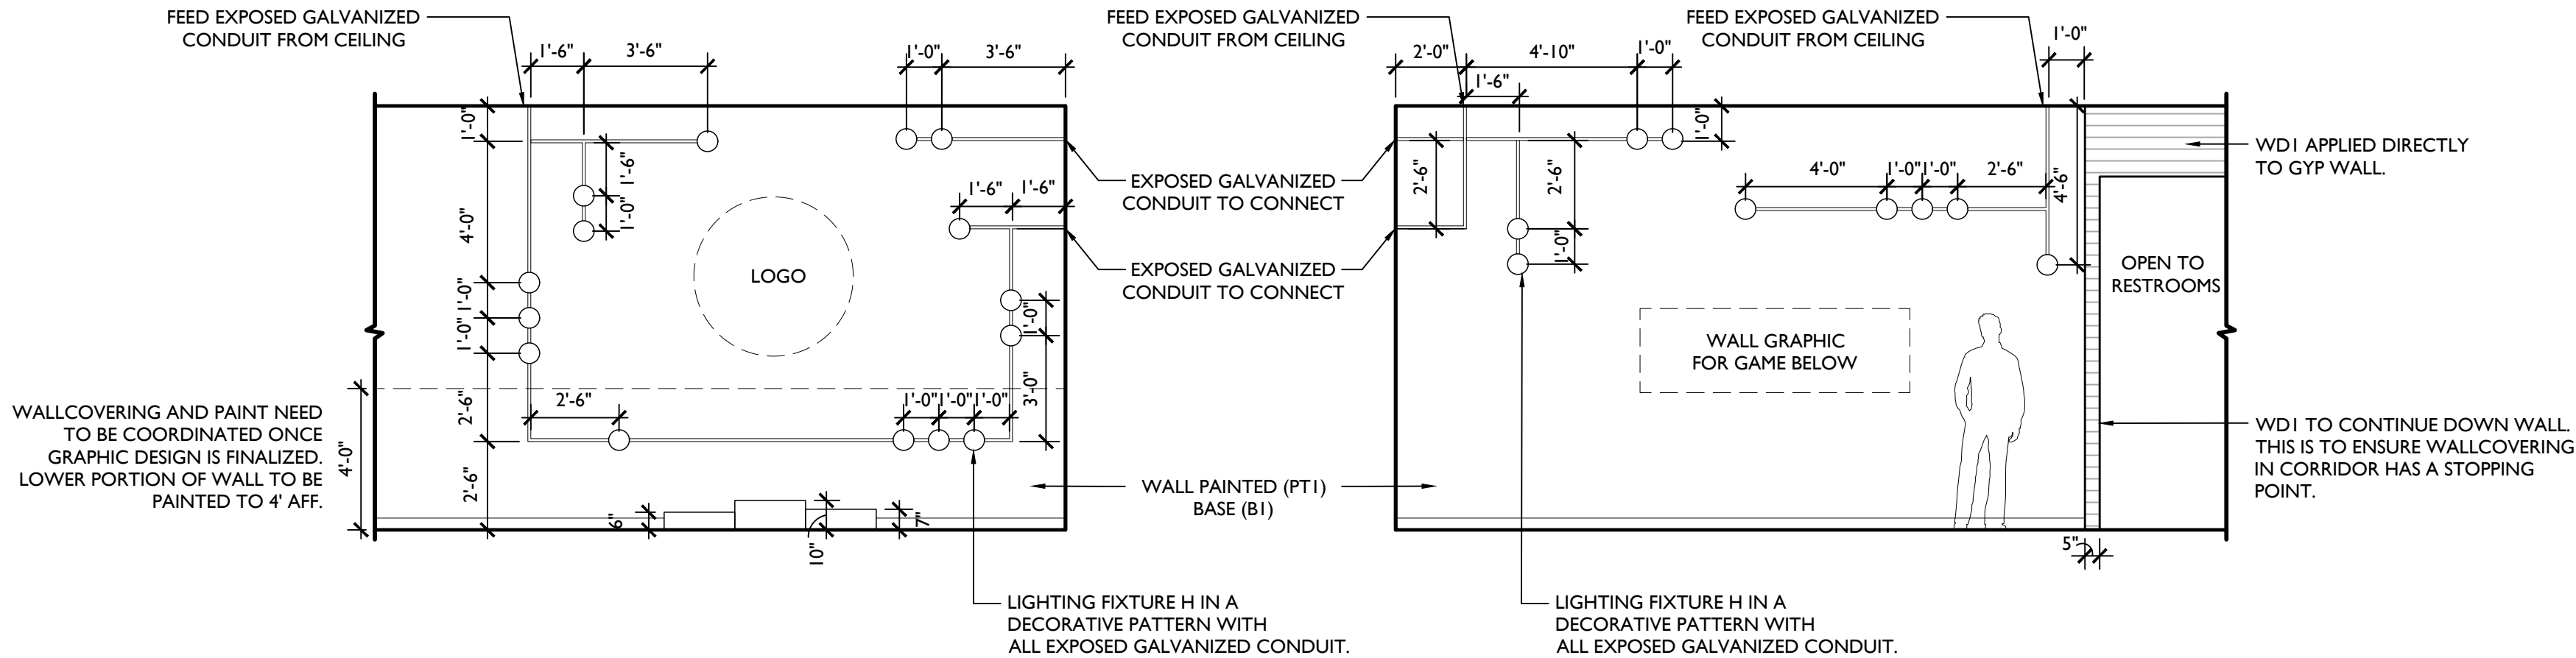 FEED EXPOSED GALVANIZED
CONDUIT FROM CEILING
1'-6"
3'-6"
1'-0"
3'-6"
FEED EXPOSED GALVANIZED
CONDUIT FROM CEILING
2'-0"
4'-10"
1'-0"
1'-6"
FEED EXPOSED GALVANIZED
CONDUIT FROM CEILING
1'-0"
1'-0"
1'-6"
1'-0"
4'-0"
1'-0"
1'-0"
2'-6"
2'-6"
4'-0"
LOGO
1'-6"
1'-6"
1'-0"
3'-0"
2'-6"
1'-0"
1'-0"
1'-0"
6"
10"
7"
WALLCOVERING AND PAINT NEED
TO BE COORDINATED ONCE
GRAPHIC DESIGN IS FINALIZED.
LOWER PORTION OF WALL TO BE
PAINTED TO 4' AFF.
EXPOSED GALVANIZED
CONDUIT TO CONNECT
EXPOSED GALVANIZED
CONDUIT TO CONNECT
WALL PAINTED (PT1)
BASE (B1)
LIGHTING FIXTURE H IN A
DECORATIVE PATTERN WITH
ALL EXPOSED GALVANIZED CONDUIT.
2'-6"
2'-6"
1'-0"
1'-0"
4'-0"
1'-0"
1'-0"
2'-6"
4'-6"
WALL GRAPHIC
FOR GAME BELOW
OPEN TO
RESTROOMS
WD1 APPLIED DIRECTLY
TO GYP WALL.
WD1 TO CONTINUE DOWN WALL.
THIS IS TO ENSURE WALLCOVERING
IN CORRIDOR HAS A STOPPING
POINT.
5"
LIGHTING FIXTURE H IN A
DECORATIVE PATTERN WITH
ALL EXPOSED GALVANIZED CONDUIT.